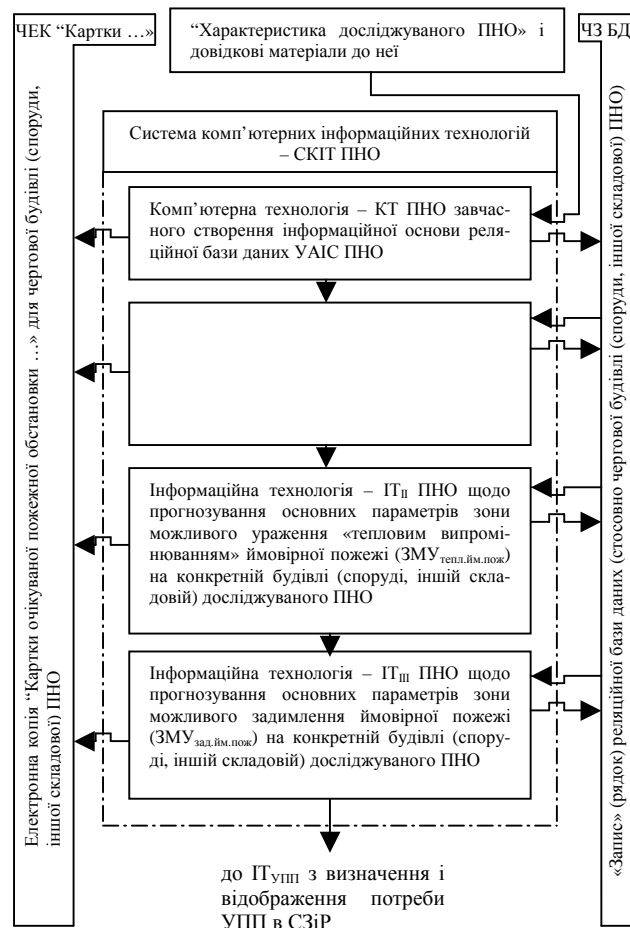 ЧЕК “Картки ...”
“Характеристика досліджуваного ПНО» і
довідкові матеріали до неї
ЧЗ БД
Система комп’ютерних інформаційних технологій
– СКІТ ПНО
Комп’ютерна технологія – КТ ПНО завчас-
ного створення інформаційної основи реля-
ційної бази даних УАІС ПНО
Інформаційна технологія – ІТII ПНО щодо
прогнозування основних параметрів зони
можливого ураження «тепловим випромі-
нюванням» ймовірної пожежі (ЗМУтепл.йм.пож)
на конкретній будівлі (споруді, іншій скла-
довій) досліджуваного ПНО
Інформаційна технологія – ІТIII ПНО щодо
прогнозування основних параметрів зони
можливого задимлення ймовірної пожежі
(ЗМУзад.йм.пож) на конкретній будівлі (спору-
ді, іншій складовій) досліджуваного ПНО
до ІТУПП з визначення і
відображення потреби
УПП в СЗіР
Електронна копія “Картки очікуваної пожежної обстановки ...» для чергової будівлі (споруди,
іншої складової) ПНО
«Запис» (рядок) реляційної бази даних (стосовно чергової будівлі (споруди, іншої складової) ПНО)